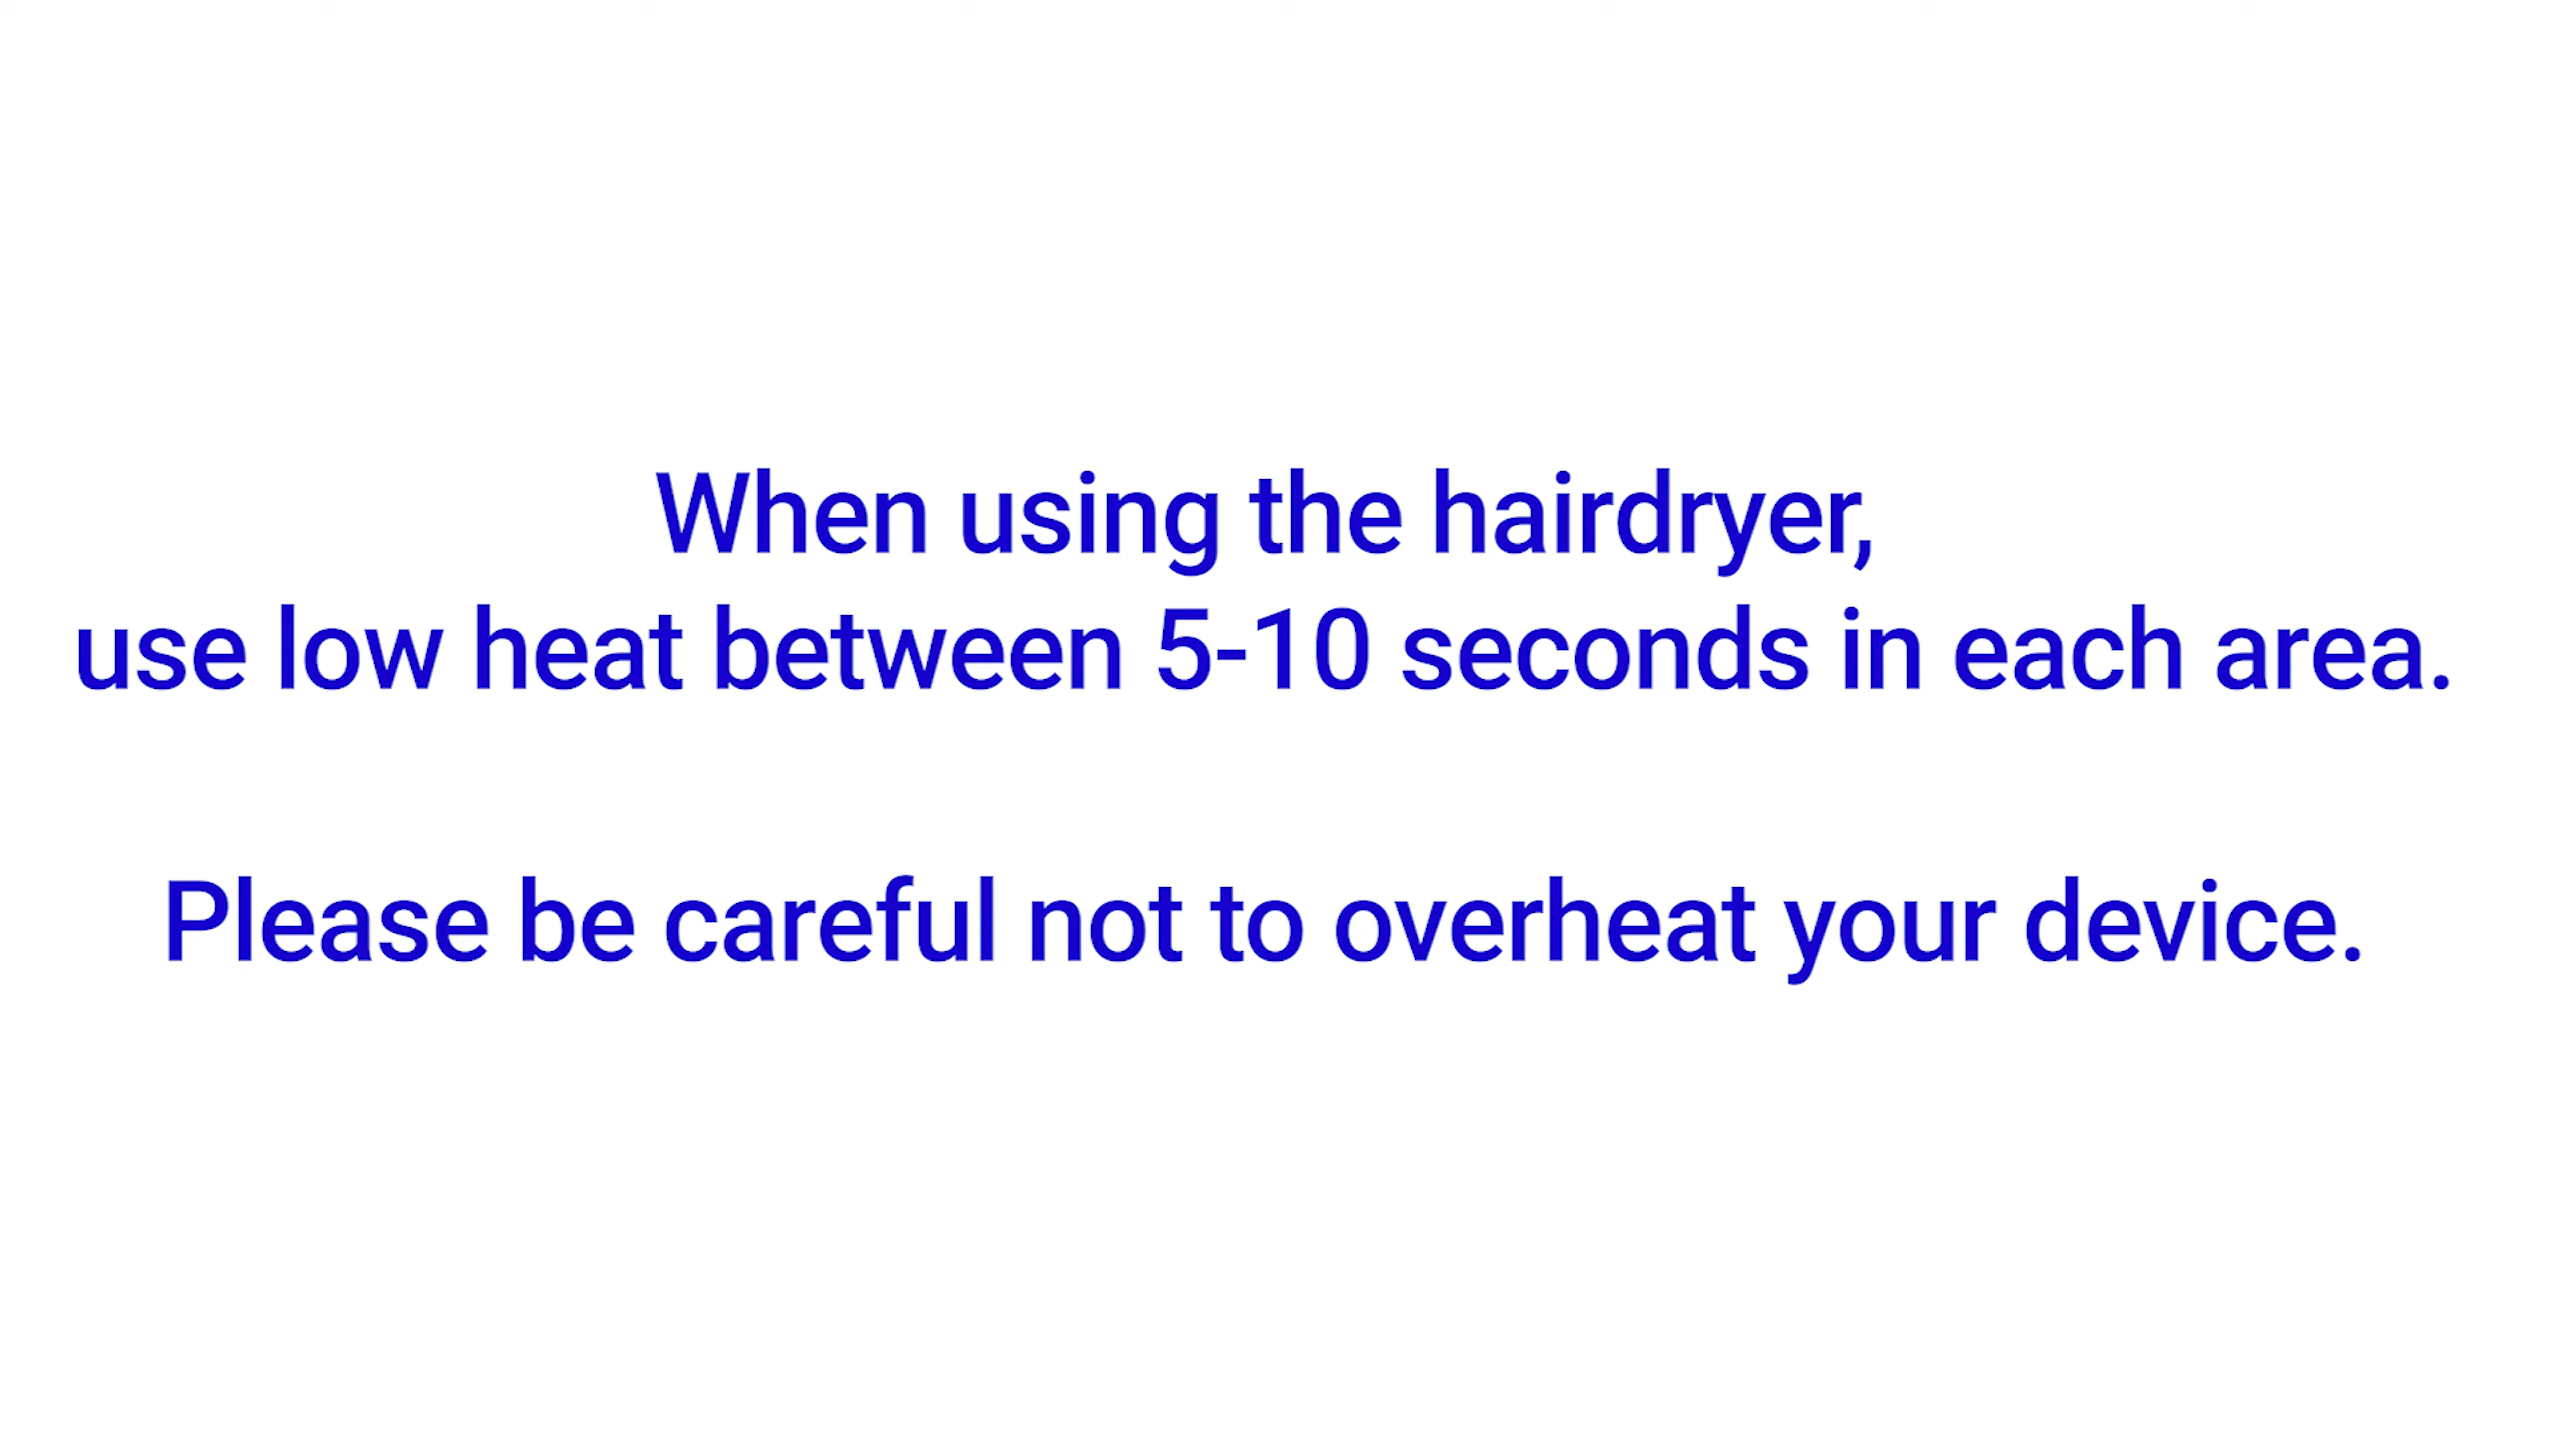 When using the hairdryer,
use low heat between 5-10 seconds in each area.
Please be careful not to overheat your device.